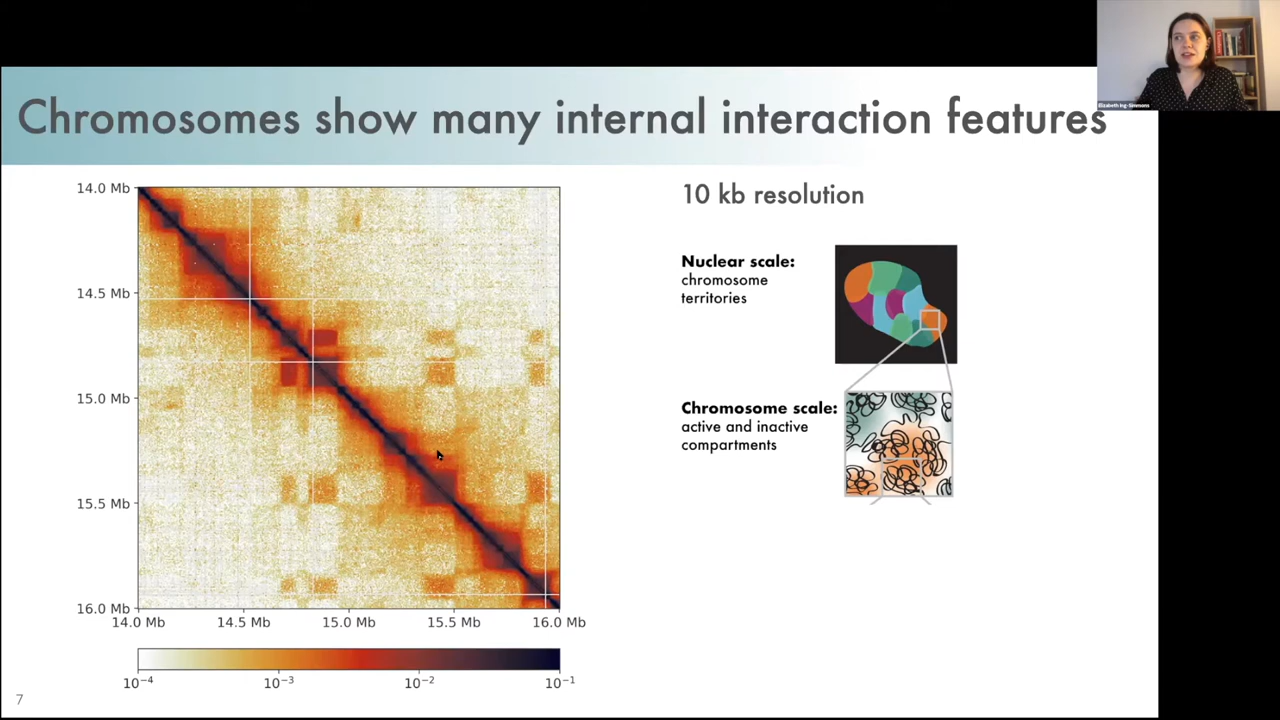 Elizabeth Ing-Simmons
Chromosomes show many internal interaction features
14.0 Mb
14.5 Mb
15.0 Mb
15.5 Mb
16.0 Mb
14.0 Mb 14.5 Mb 15.0 Mb 15.5 Mb 16.0 Mb
10⁻⁴ 10⁻³ 10⁻² 10⁻¹
10 kb resolution
Nuclear scale:
chromosome
territories
Chromosome scale:
active and inactive
compartments
7